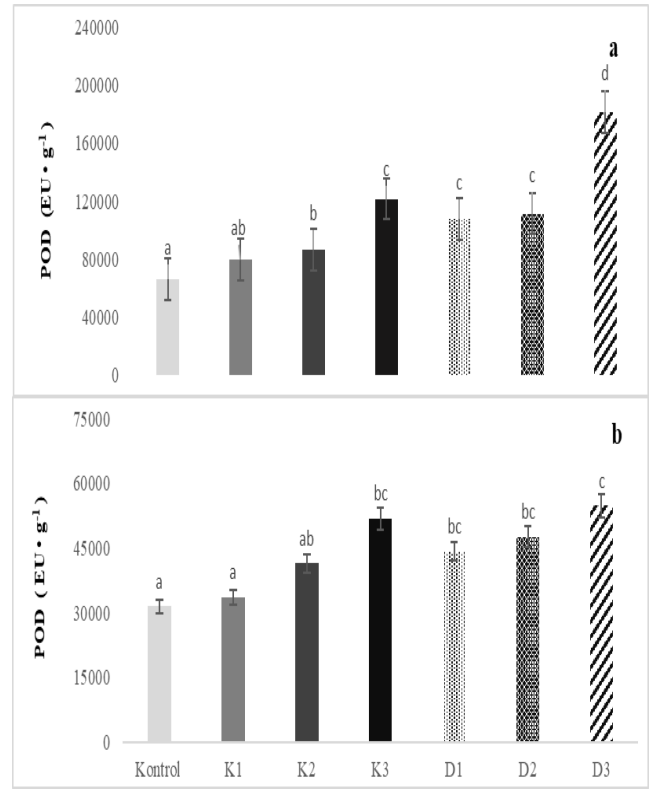 240000
a
200000
d
160000
c
c
c
120000
b
ab
a
80000
40000
0
POD (EU • g⁻¹)
75000
b
60000
c
bc
bc
bc
ab
45000
a
a
30000
15000
0
POD ( EU • g⁻¹)
Kontrol K1 K2 K3 D1 D2 D3